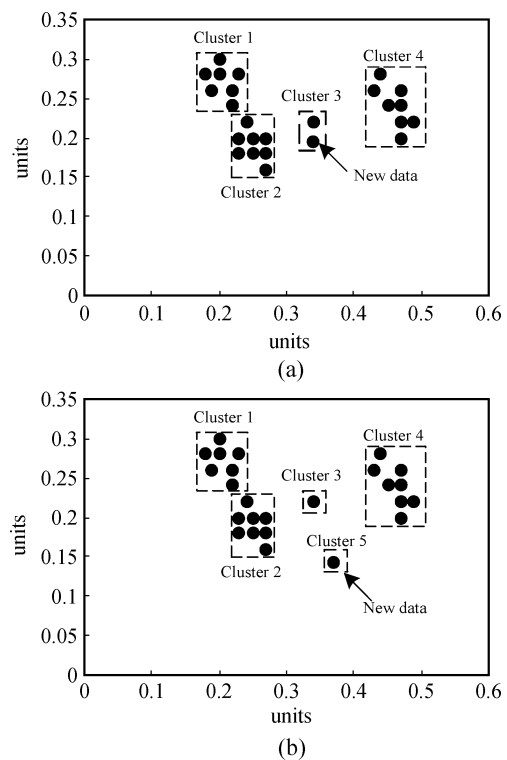 0.35
Cluster 1
0.3
Cluster 4
0.25
Cluster 3
0.2
units
0.15
New data
Cluster 2
0.1
0.05
0
0 0.1 0.2 0.3 0.4 0.5 0.6
units
(a)
0.35
Cluster 1
0.3
Cluster 4
0.25
Cluster 3
0.2
units
Cluster 5
0.15
Cluster 2
0.1
New data
0.05
0
0 0.1 0.2 0.3 0.4 0.5 0.6
units
(b)